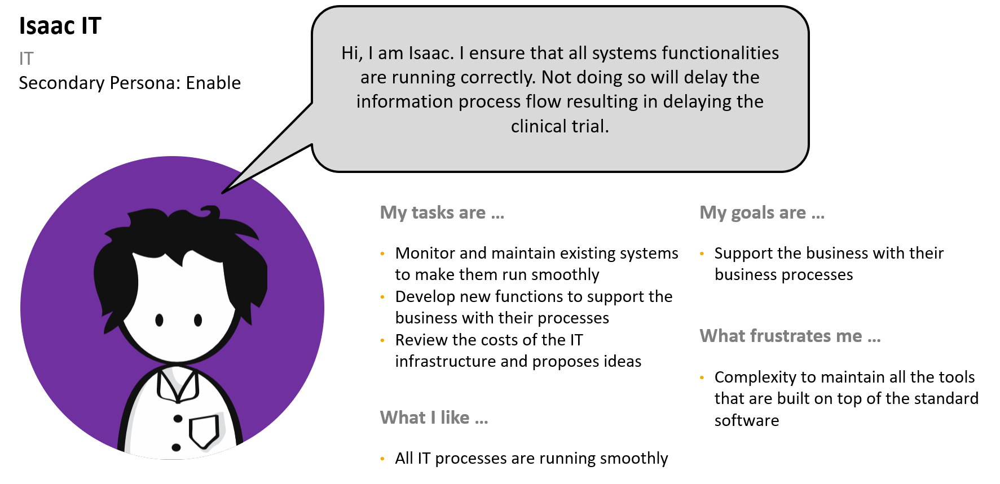 Isaac IT
IT
Secondary Persona: Enable
Hi, I am Isaac. I ensure that all systems functionalities
are running correctly. Not doing so will delay the
information process flow resulting in delaying the
clinical trial.
My tasks are ...
• Monitor and maintain existing systems
to make them run smoothly
• Develop new functions to support the
business with their processes
• Review the costs of the IT
infrastructure and proposes ideas
What I like ...
• All IT processes are running smoothly
My goals are ...
• Support the business with their
business processes
What frustrates me ...
• Complexity to maintain all the tools
that are built on top of the standard
software